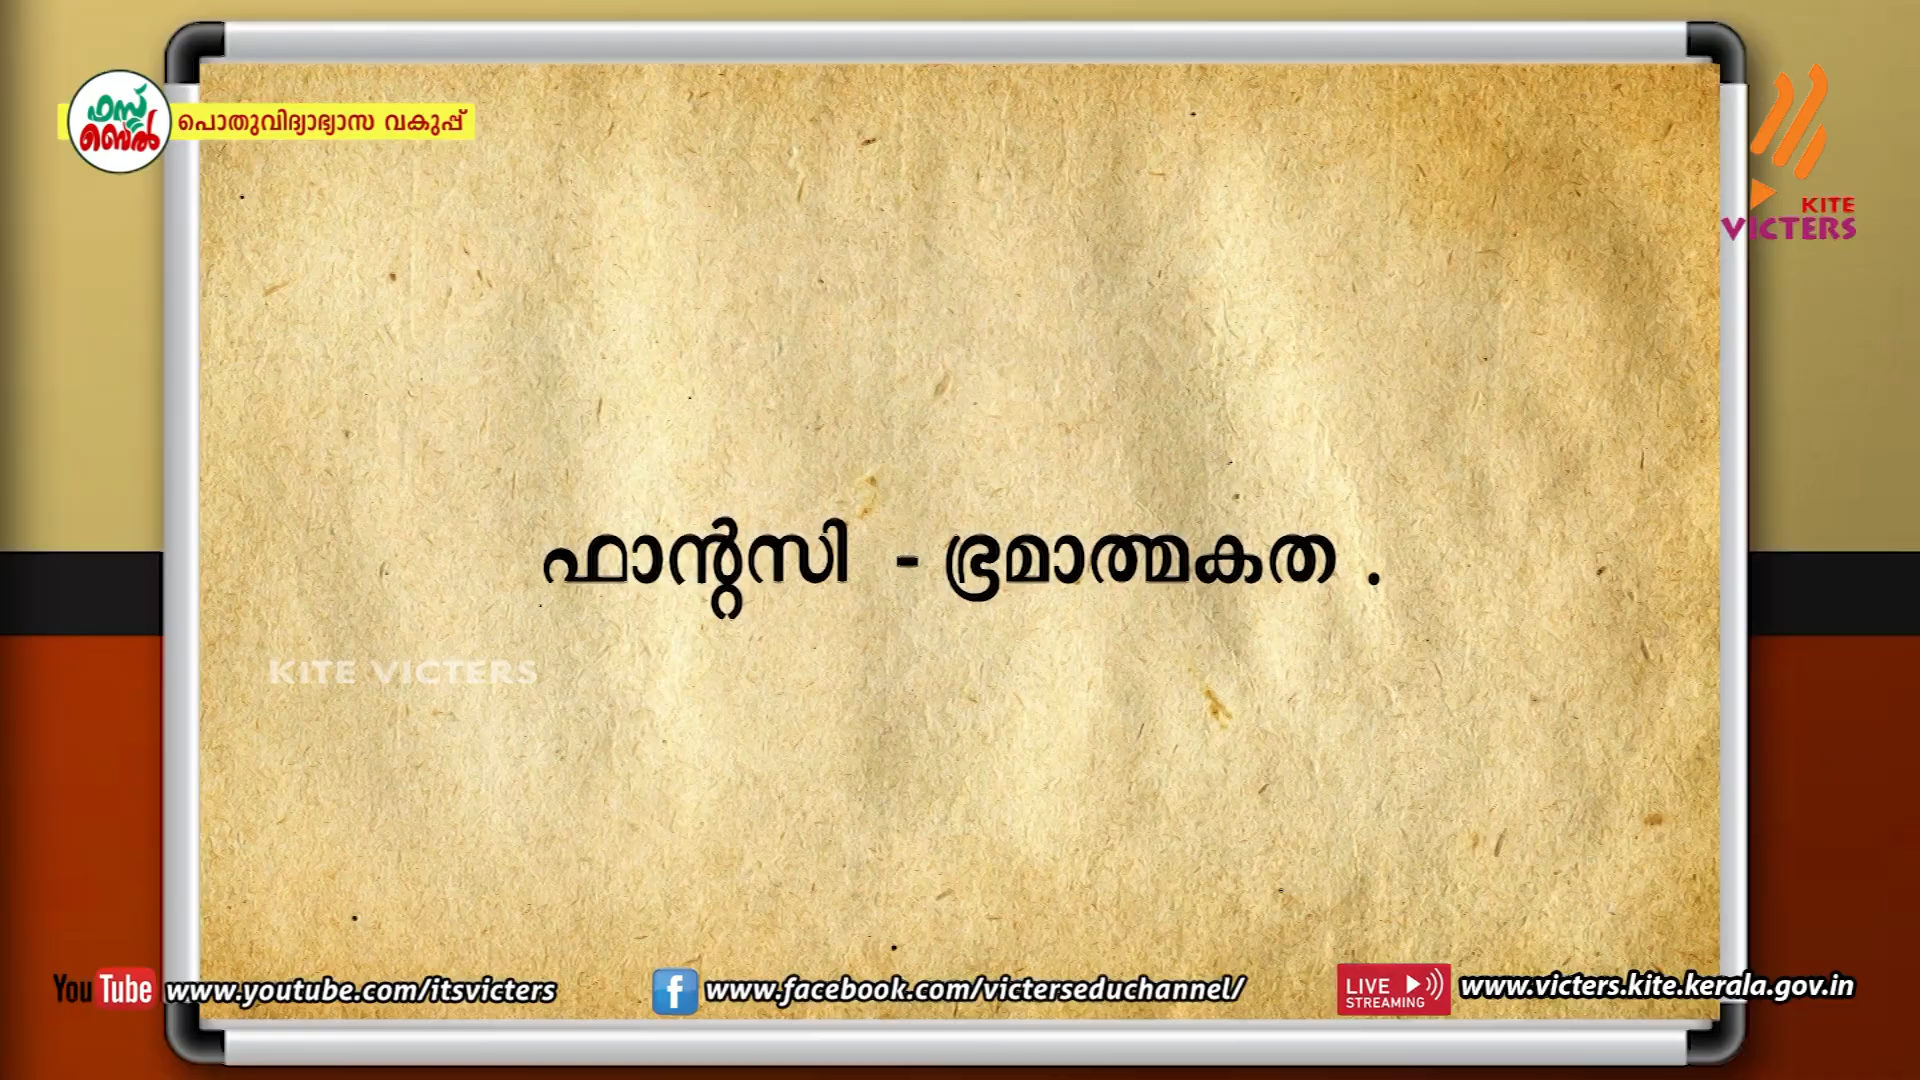 ഫസ്റ്റ്
ബെൽ
പൊതുവിദ്യാഭ്യാസ വകുപ്പ്
KITE
VICTERS
ഫാന്റസി - ഭ്രമാത്മകത .
KITE VICTERS
YouTube www.youtube.com/itsvicters
f www.facebook.com/victerseduchannel/
LIVE
STREAMING
www.victers.kite.kerala.gov.in